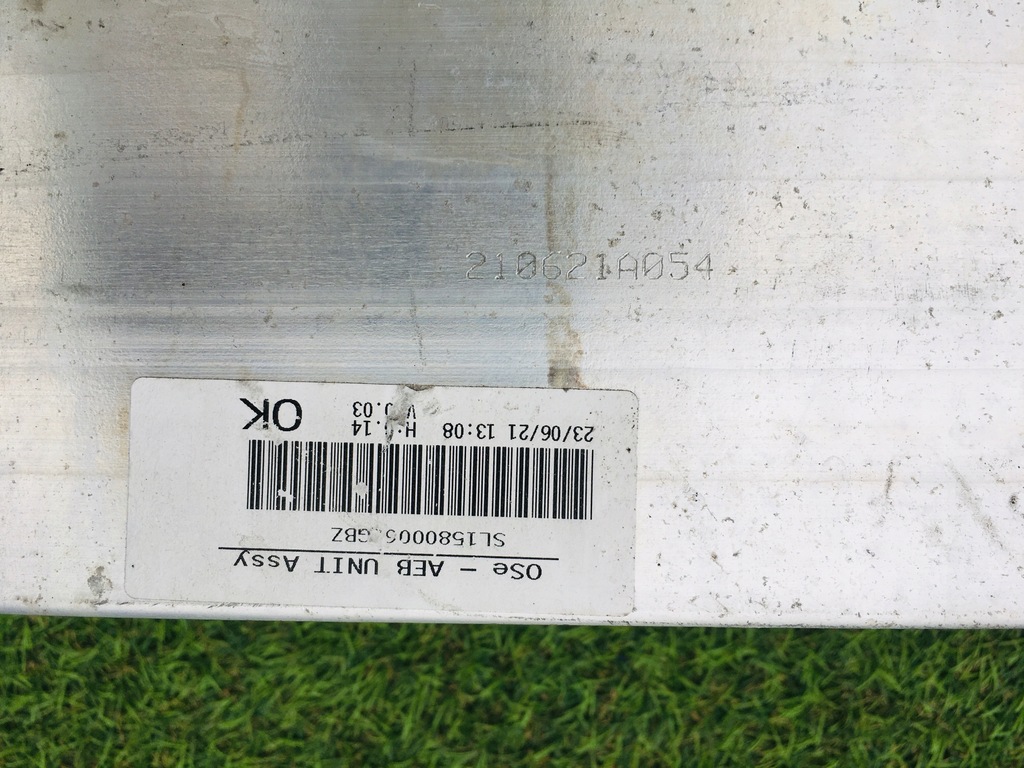 210621A054
OSe - AEB UNIT Assy
23/06/21 13:08
OK